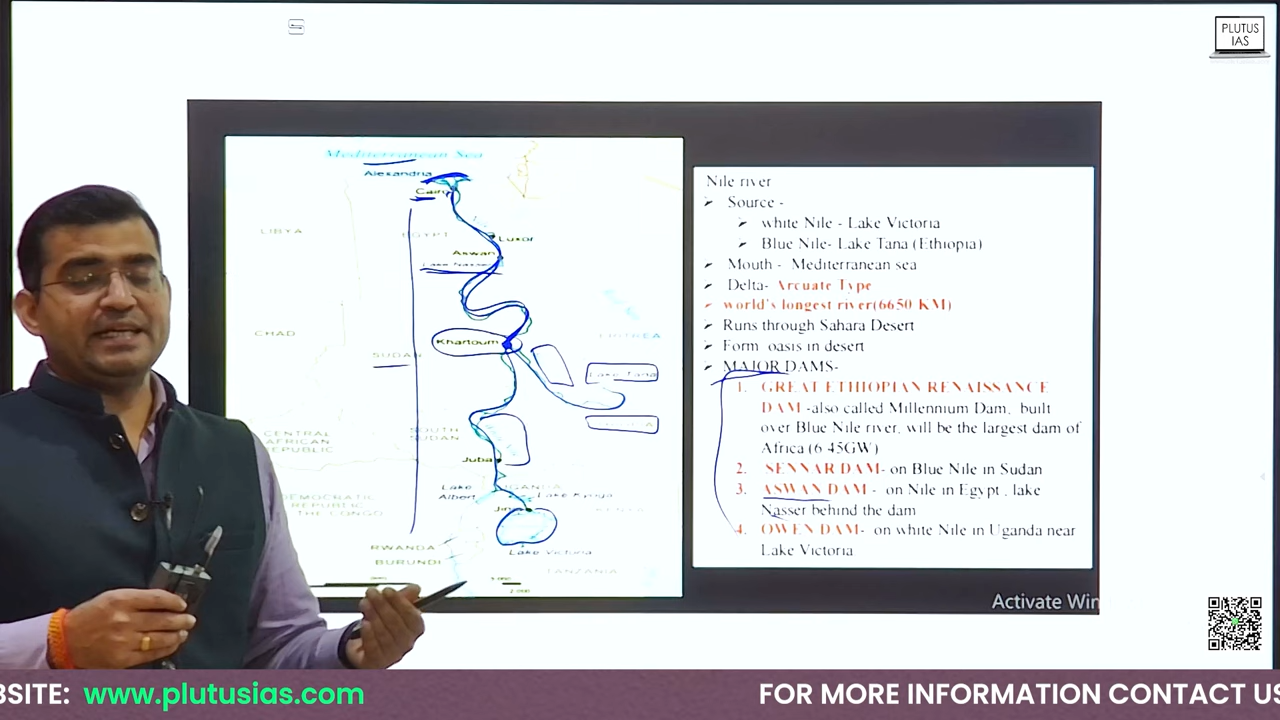 PLUTUS
IAS
Mediterranean Sea
Alexandria
Cairo
LIBYA
EGYPT
Luxor
Aswan
Lake Nasser
CHAD
Khartoum
ERITREA
SUDAN
Lake Tana
CENTRAL
AFRICAN
REPUBLIC
SOUTH
SUDAN
Juba
Lake
Albert
UGANDA
Lake Kyoga
DEMOCRATIC
REPUBLIC
THE CONGO
KENYA
RWANDA
Lake Victoria
BURUNDI
TANZANIA
Nile river
Source -
white Nile - Lake Victoria
Blue Nile- Lake Tana (Ethiopia)
Mouth - Mediterranean sea
Delta- Arcuate Type
world's longest river(6650 KM)
Runs through Sahara Desert
Form oasis in desert
MAJOR DAMS-
1. GREAT ETHIOPIAN RENAISSANCE
DAM -also called Millennium Dam, built
over Blue Nile river, will be the largest dam of
Africa (6 45GW)
2. SENNAR DAM- on Blue Nile in Sudan
3. ASWAN DAM - on Nile in Egypt , lake
Nasser behind the dam
4. OWEN DAM- on white Nile in Uganda near
Lake Victoria
Activate Win
BSITE: www.plutusias.com
FOR MORE INFORMATION CONTACT US